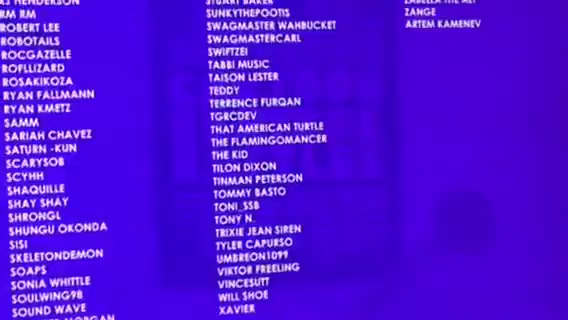 HENDERSON
RM RM
ROBERT LEE
ROBOTAILS
ROCGAZELLE
ROFLLIZARD
ROSAKIKOZA
RYAN FALLMANN
RYAN KMETZ
SAMM
SARIAH CHAVEZ
SATURN -KUN
SCARYSOB
SCYHH
SHAQUILLE
SHAY SHAY
SHRONGL
SHUNGU OKONDA
SISI
SKELETONDEMON
SOAPS
SONIA WHITTLE
SOULWING98
SOUND WAVE
MORGAN
STUART BAKER
SUNKYTHEPOOTIS
SWAGMASTER WAHBUCKET
SWAGMASTERCARL
SWIFTZEI
TABBI MUSIC
TAISON LESTER
TEDDY
TERRENCE FURQAN
TGRCDEV
THAT AMERICAN TURTLE
THE FLAMINGOMANCER
THE KID
TILON DIXON
TINMAN PETERSON
TOMMY BASTO
TONI_SSB
TONY N.
TRIXIE JEAN SIREN
TYLER CAPURSO
UMBREON1099
VIKTOR FREELING
VINCESUTT
WILL SHOE
XAVIER
ZANGE
ARTEM KAMENEV